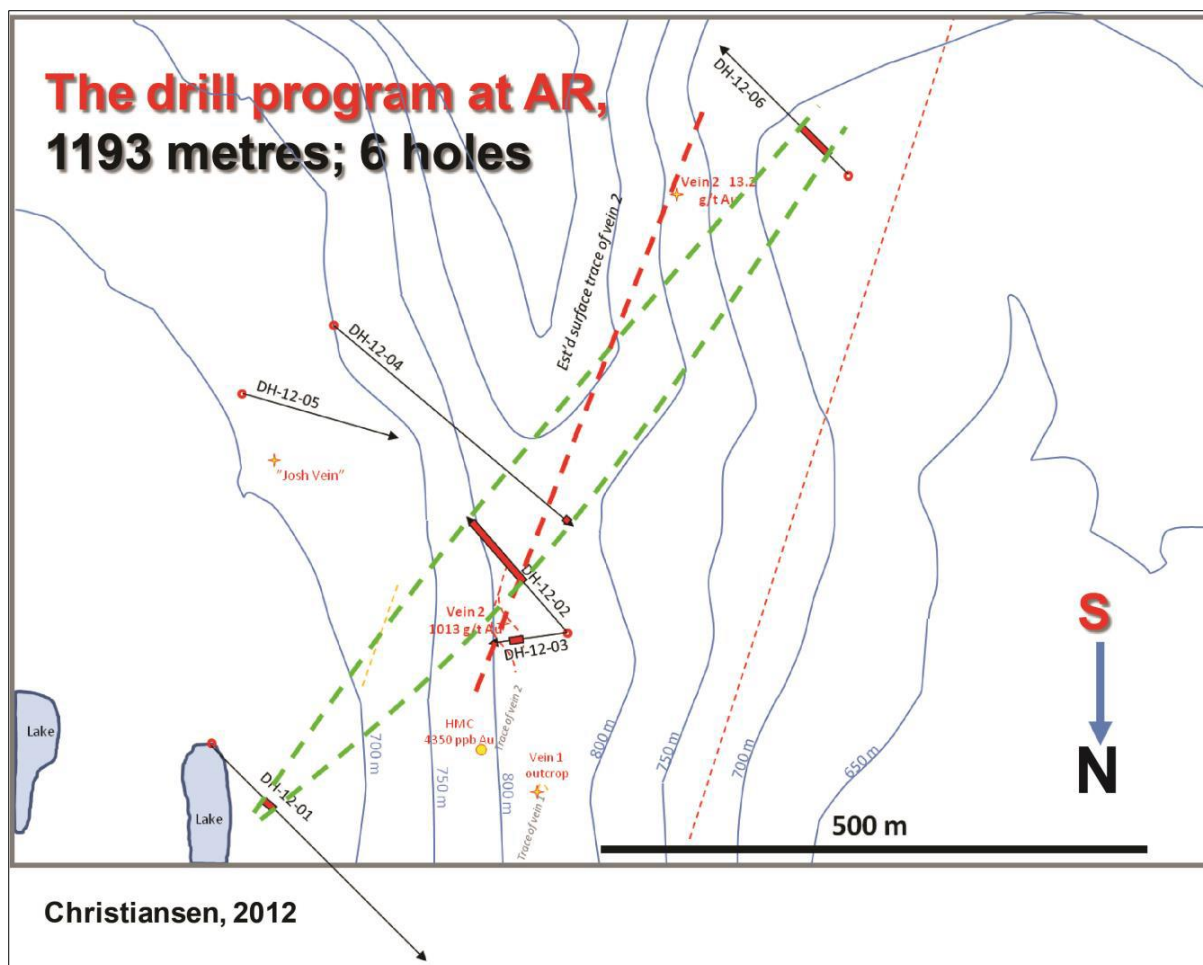 The drill program at AR,
1193 metres; 6 holes
DH-12-06
Vein 2 13.2
g/t Au
Est'd surface trace of vein 2
DH-12-04
DH-12-05
"Josh Vein"
DH-12-02
Vein 2
1013 g/t Au
DH-12-03
S
N
Trace of vein 2
HMC
4350 ppb Au
Vein 1
outcrop
Trace of vein 1
700 m
750 m
800 m
800 m
750 m
700 m
650 m
Lake
Lake
DH-12-01
500 m
Christiansen, 2012